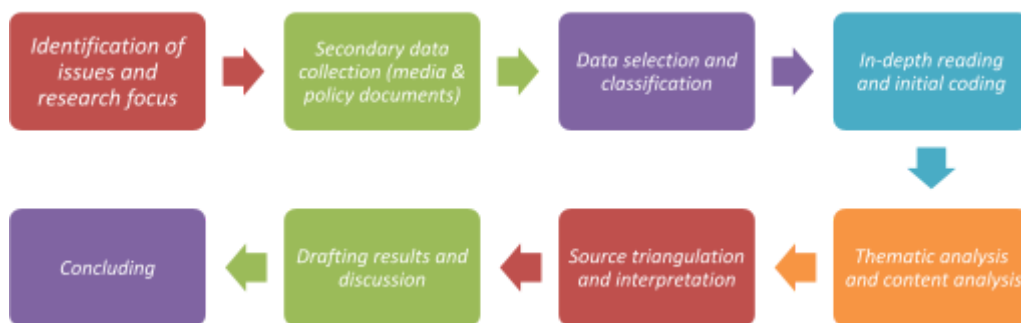 Identification of
issues and
research focus
Secondary data
collection (media &
policy documents)
Data selection and
classification
In-depth reading
and initial coding
Thematic analysis
and content analysis
Source triangulation
and interpretation
Drafting results and
discussion
Concluding